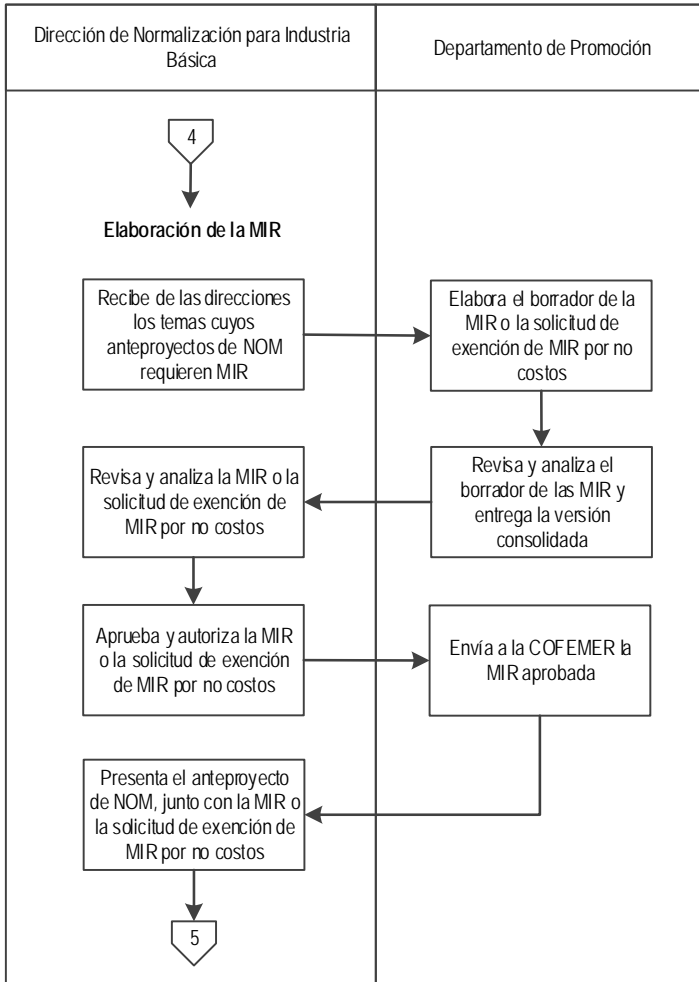 Dirección de Normalización para Industria
Básica
Departamento de Promoción
4
Elaboración de la MIR
Recibe de las direcciones
los temas cuyos
anteproyectos de NOM
requieren MIR
Elabora el borrador de la
MIR o la solicitud de
exención de MIR por no
costos
Revisa y analiza el
borrador de las MIR y
entrega la versión
consolidada
Revisa y analiza la MIR o la
solicitud de exención de
MIR por no costos
Aprueba y autoriza la MIR
o la solicitud de exención
de MIR por no costos
Envía a la COFEMER la
MIR aprobada
Presenta el anteproyecto
de NOM, junto con la MIR o
la solicitud de exención de
MIR por no costos
5